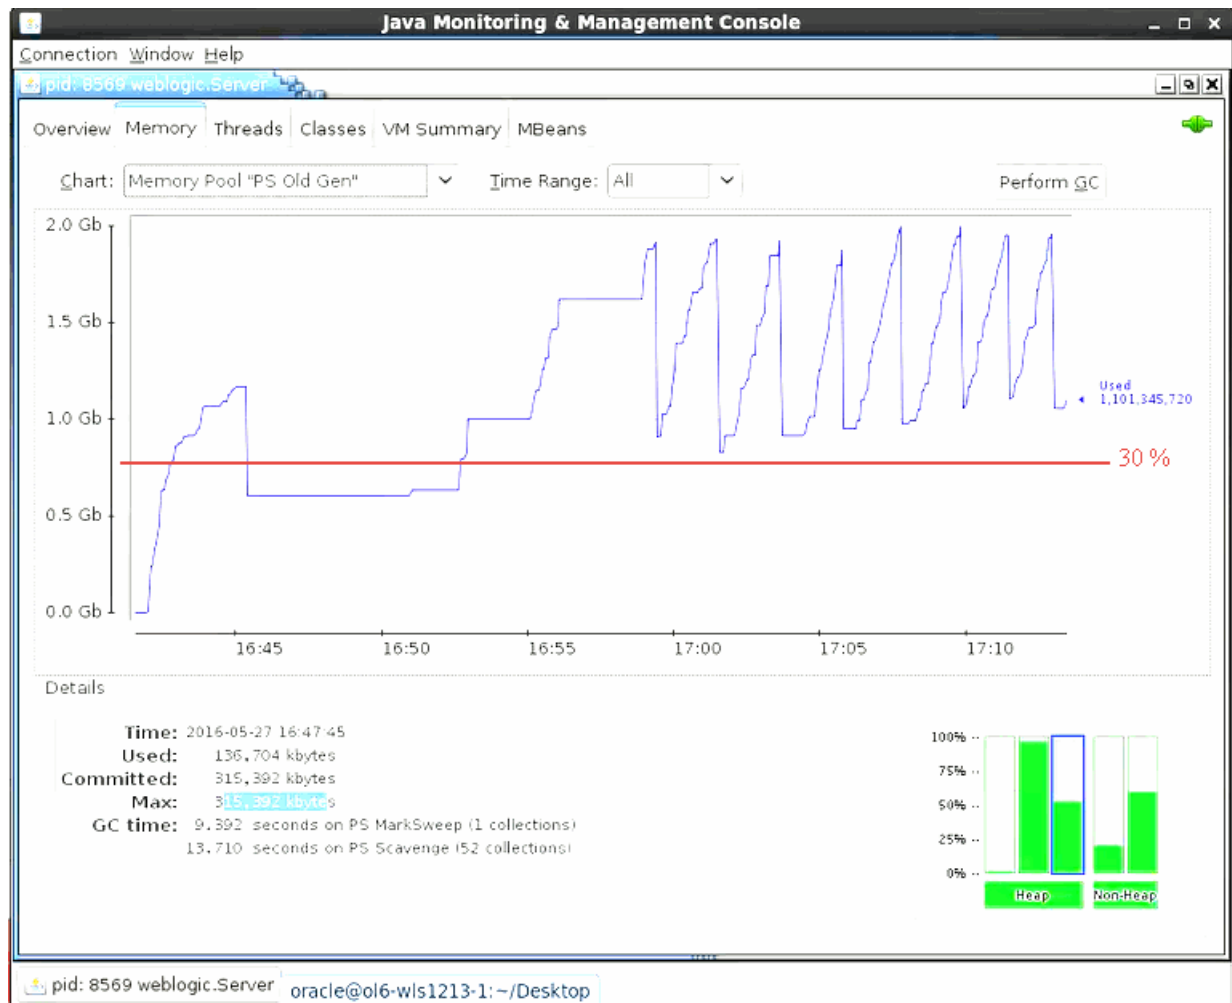 Java Monitoring & Management Console
Connection Window Help
pid: 8569 weblogic.Server
Overview Memory Threads Classes VM Summary MBeans
Chart: Memory Pool "PS Old Gen" Time Range: All Perform GC
2.0 Gb
1.5 Gb
Used
1,101,345,720
1.0 Gb
30 %
0.5 Gb
0.0 Gb
16:45 16:50 16:55 17:00 17:05 17:10
Details
Time: 2016-05-27 16:47:45
Used: 136,704 kbytes
Committed: 315,392 kbytes
Max: 315,392 kbytes
GC time: 9.392 seconds on PS MarkSweep (1 collections)
13.710 seconds on PS Scavenge (52 collections)
100% --
75% --
50% --
25% --
0% --
Heap Non-Heap
pid: 8569 weblogic.Server oracle@ol6-wls1213-1:~/Desktop